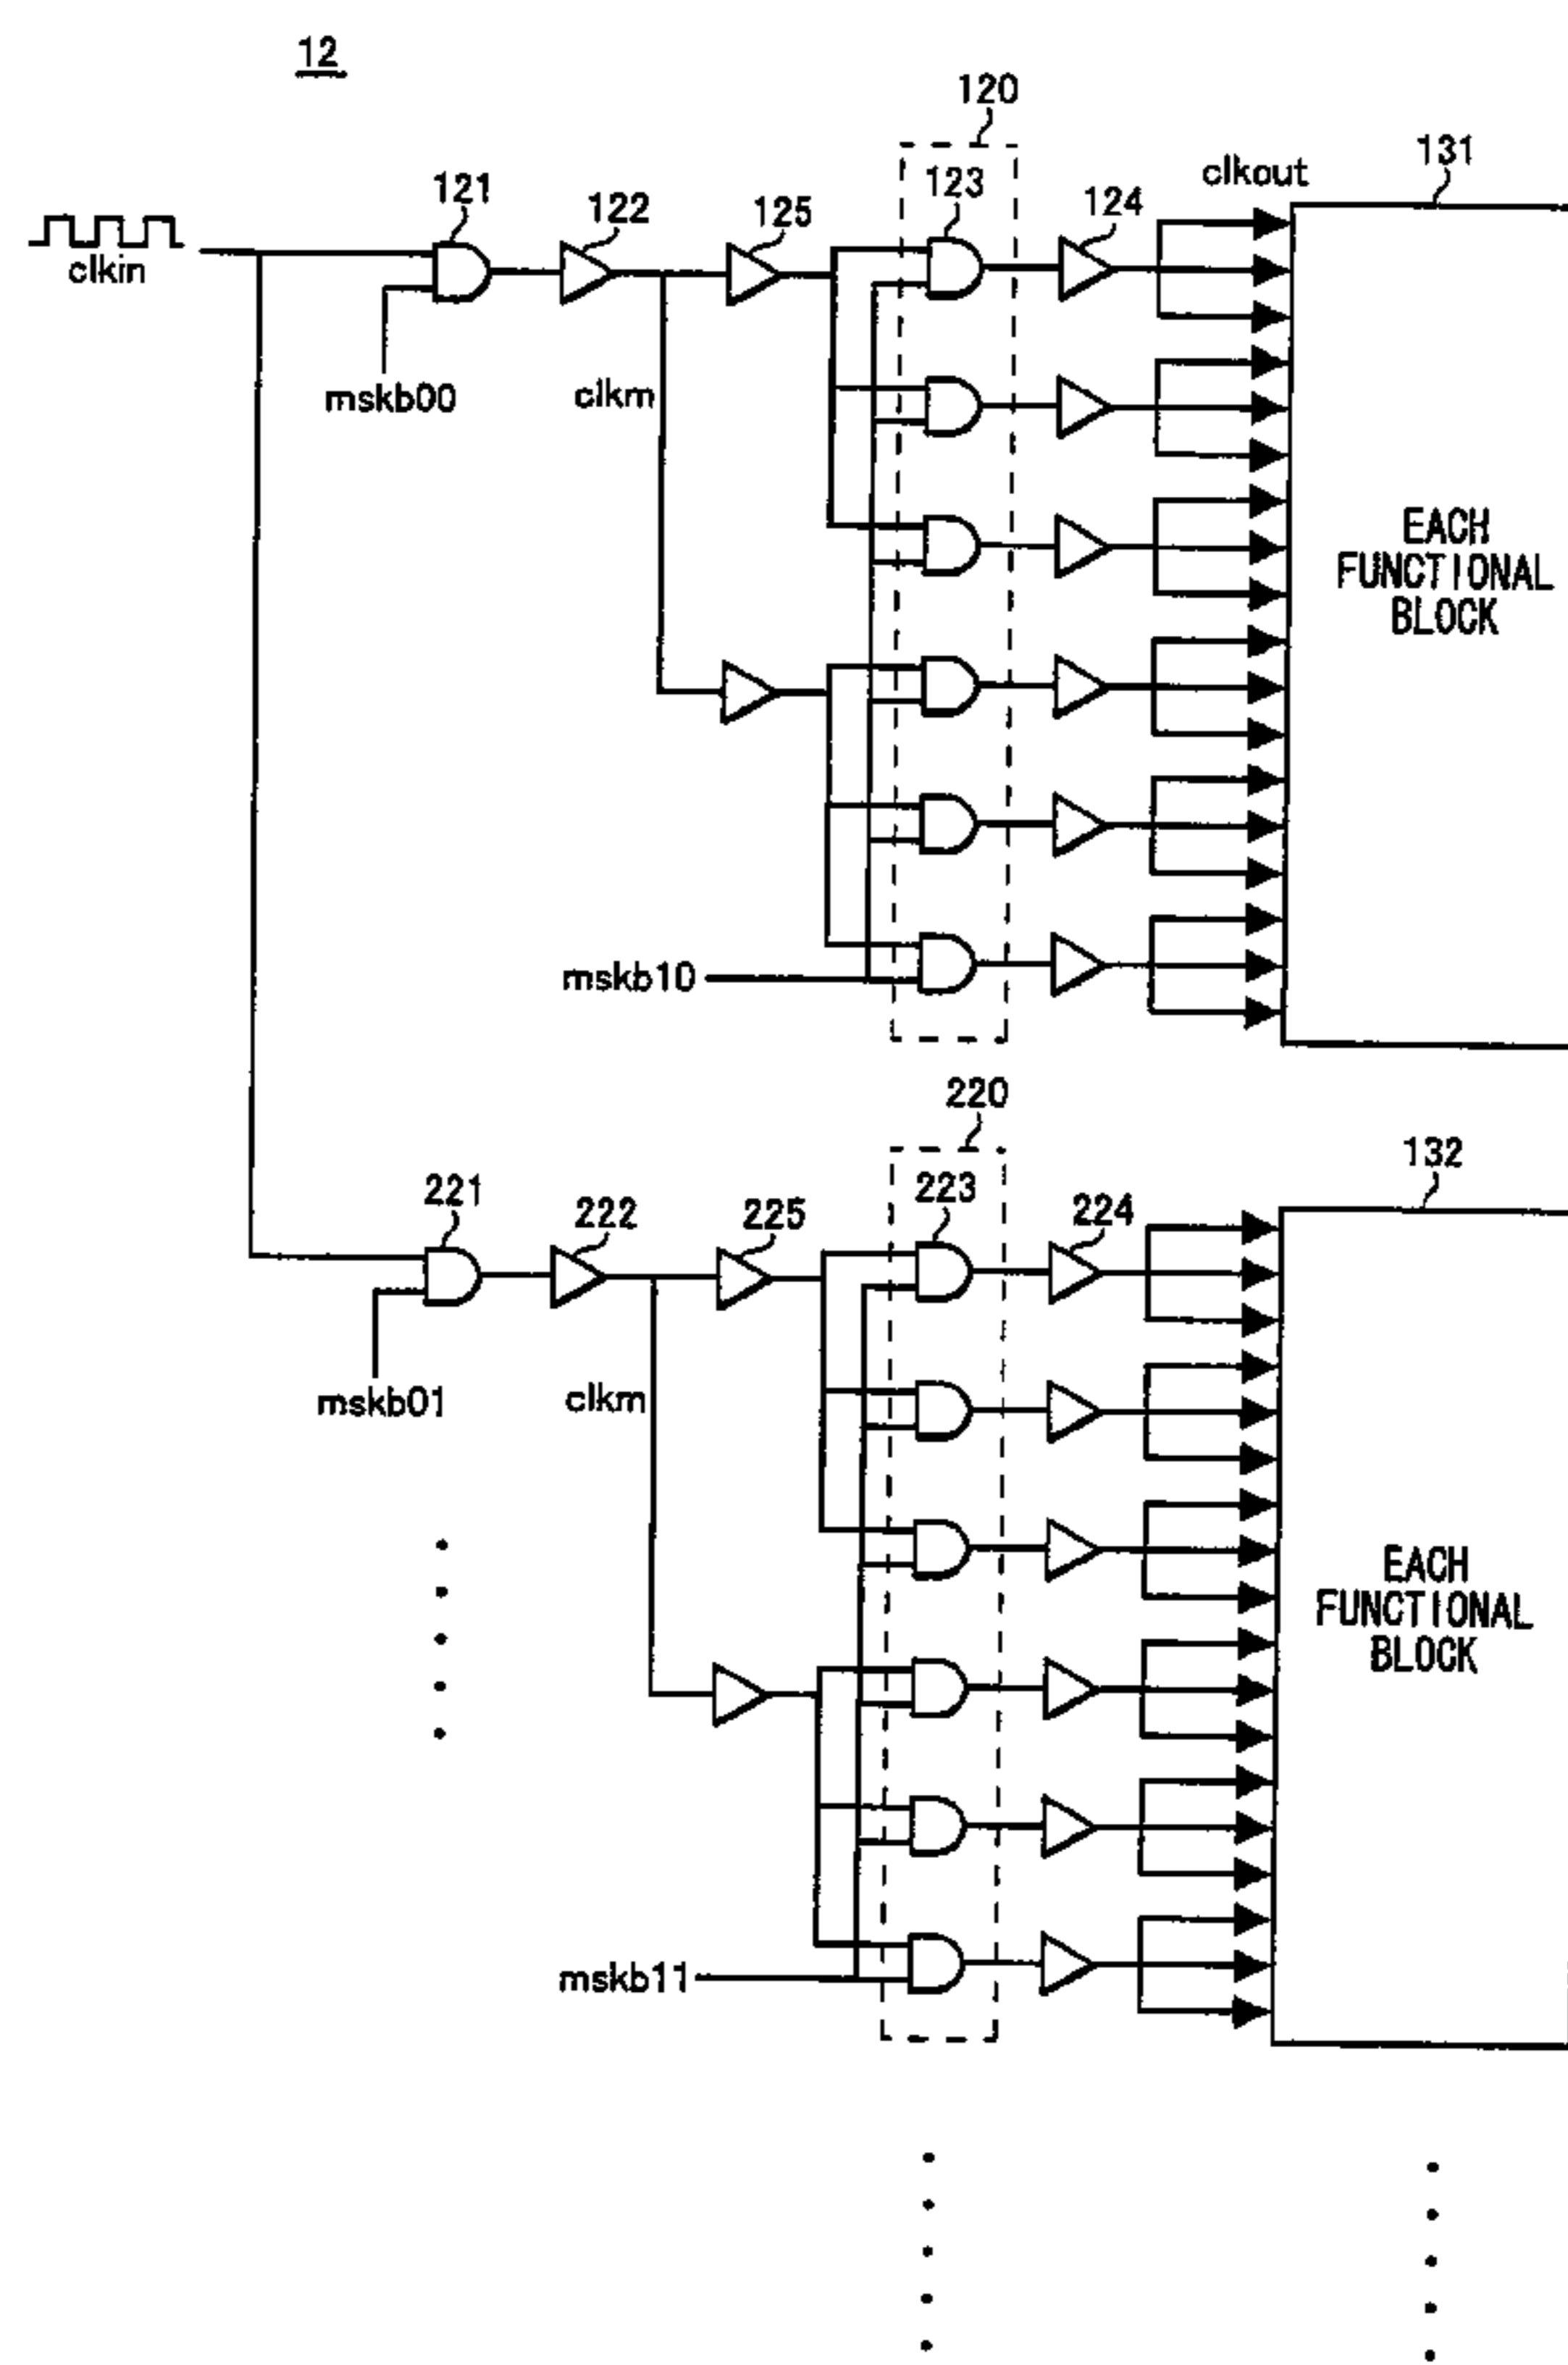 12
120
121
122
125
123
124
clkout
131
clkin
mskb00
clkm
EACH
FUNCTIONAL
BLOCK
mskb10
220
221
222
225
223
224
132
mskb01
clkm
EACH
FUNCTIONAL
BLOCK
mskb11